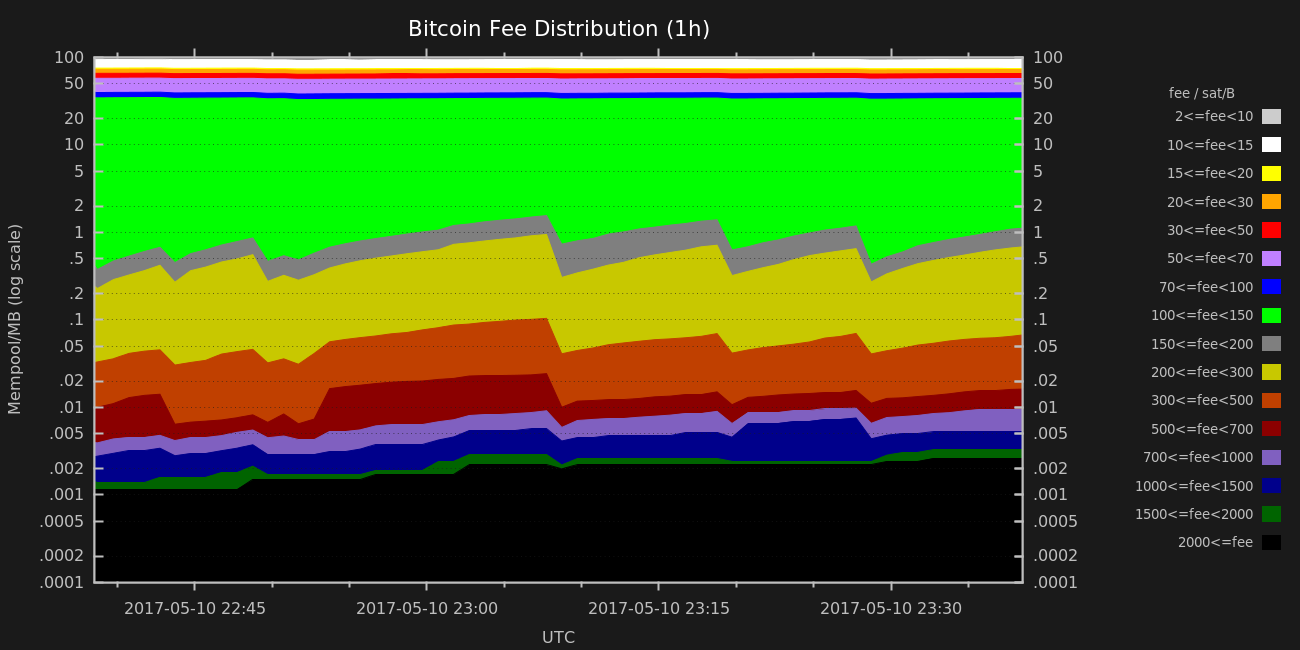 Bitcoin Fee Distribution (1h)
Mempool/MB (log scale)
100
50
20
10
5
2
1
.5
.2
.1
.05
.02
.01
.005
.002
.001
.0005
.0002
.0001
100
50
20
10
5
2
1
.5
.2
.1
.05
.02
.01
.005
.002
.001
.0005
.0002
.0001
fee / sat/B
2<=fee<10
10<=fee<15
15<=fee<20
20<=fee<30
30<=fee<50
50<=fee<70
70<=fee<100
100<=fee<150
150<=fee<200
200<=fee<300
300<=fee<500
500<=fee<700
700<=fee<1000
1000<=fee<1500
1500<=fee<2000
2000<=fee
2017-05-10 22:45
2017-05-10 23:00
2017-05-10 23:15
2017-05-10 23:30
UTC